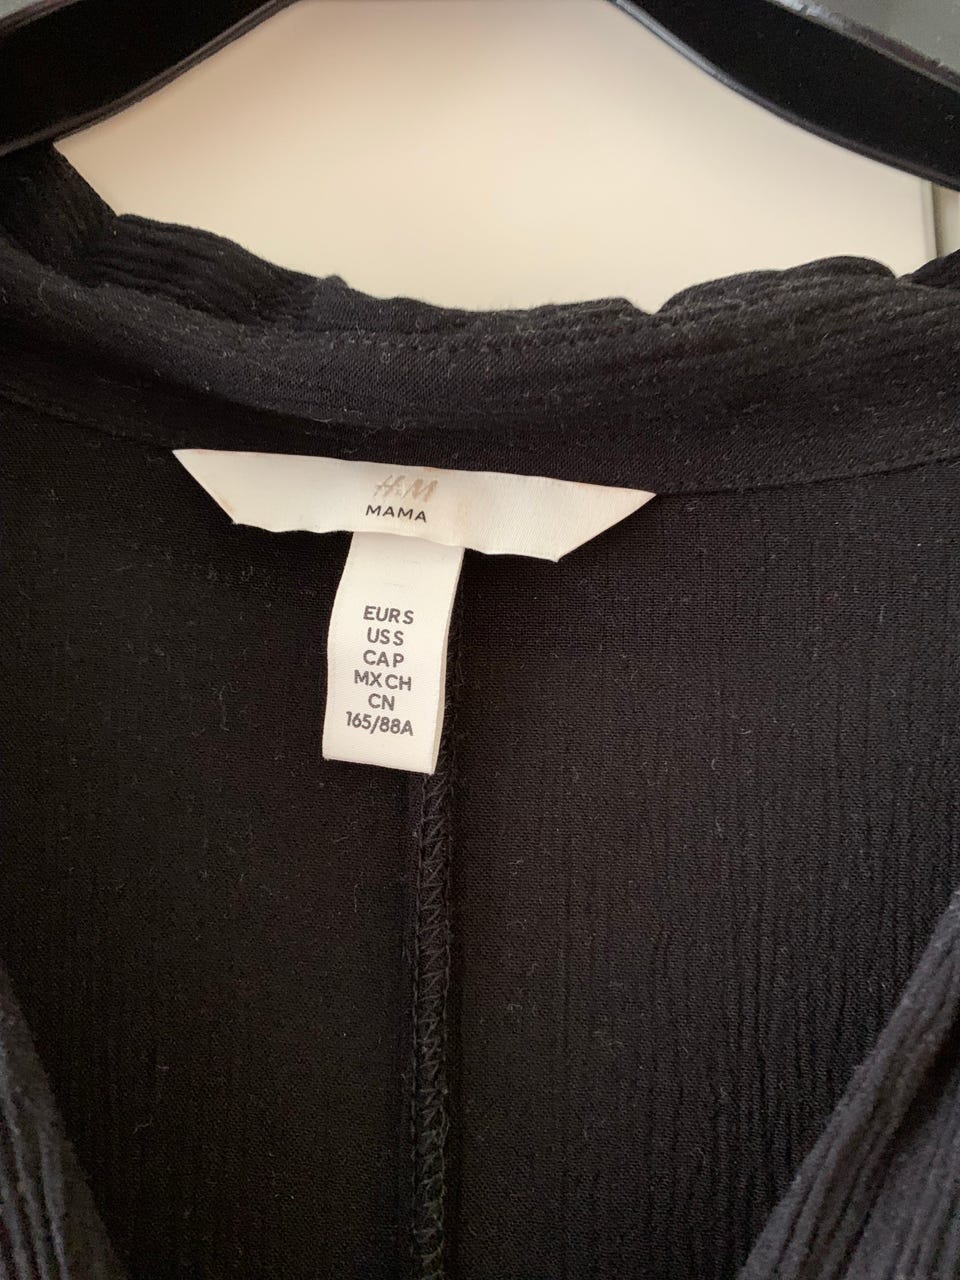 H&M
MAMA
EUR S
US S
CA P
MX CH
CN
165/88A